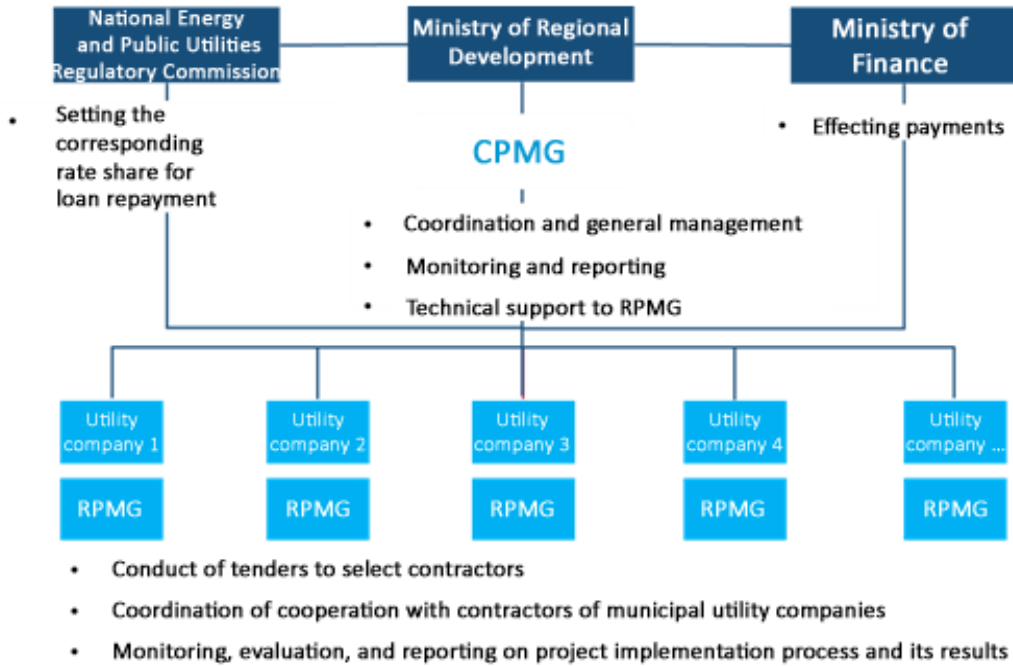 National Energy
and Public Utilities
Regulatory Commission
Ministry of Regional
Development
Ministry of
Finance
• Setting the
corresponding
rate share for
loan repayment
CPMG
• Effecting payments
• Coordination and general management
• Monitoring and reporting
• Technical support to RPMG
Utility
company 1
Utility
company 2
Utility
company 3
Utility
company 4
Utility
company ...
RPMG
RPMG
RPMG
RPMG
RPMG
• Conduct of tenders to select contractors
• Coordination of cooperation with contractors of municipal utility companies
• Monitoring, evaluation, and reporting on project implementation process and its results